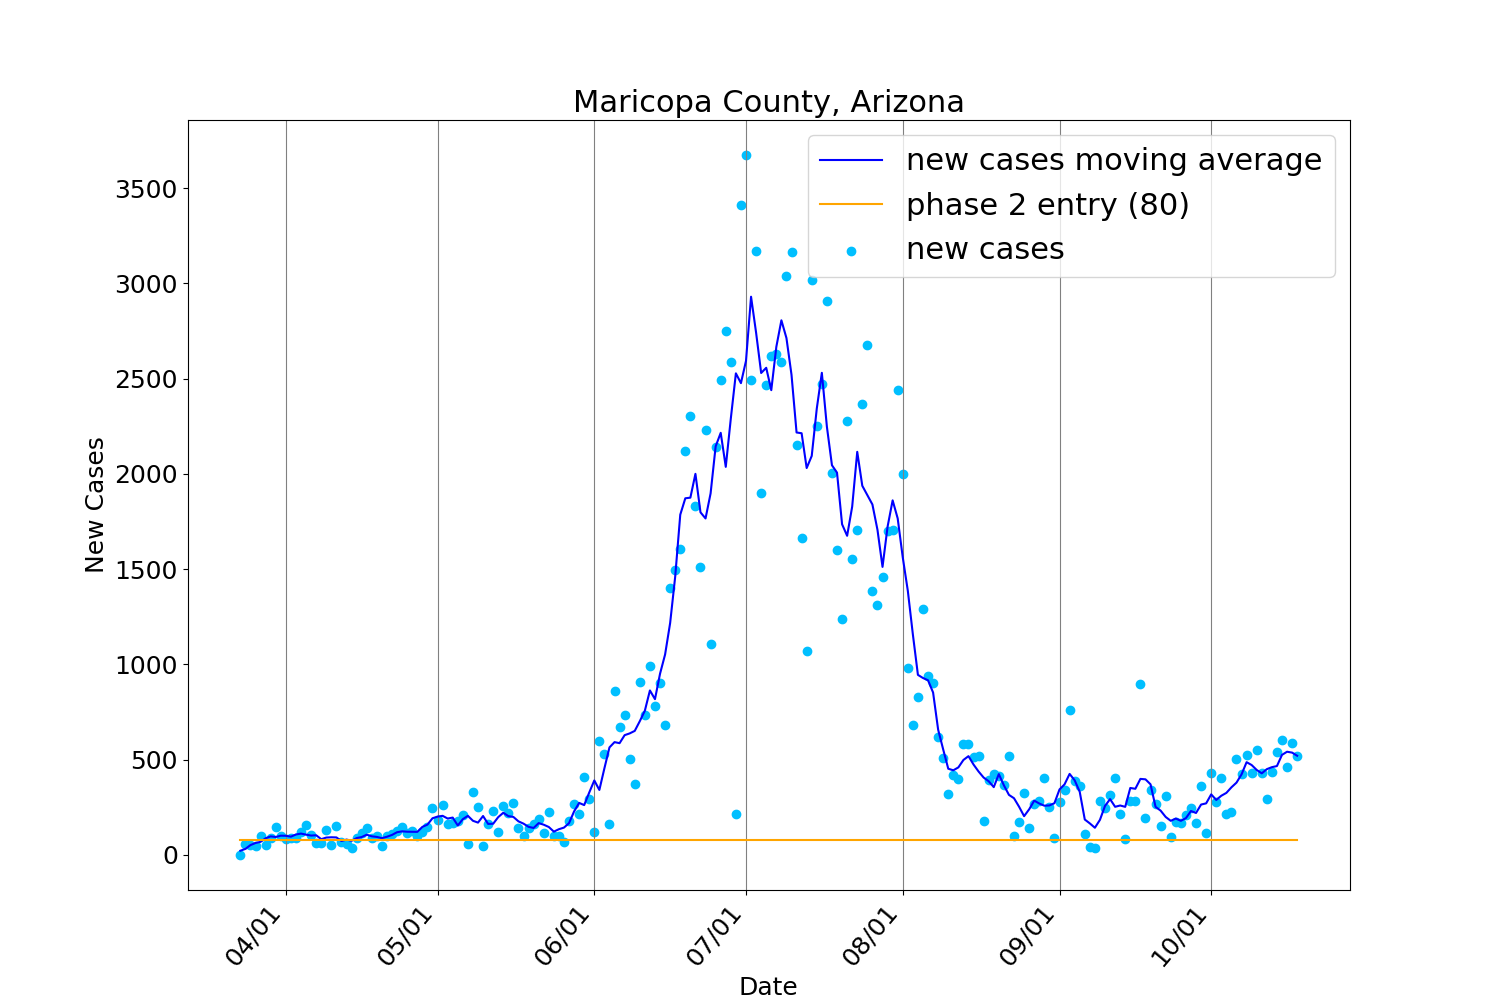 Maricopa County, Arizona
new cases moving average
phase 2 entry (80)
new cases
New Cases
3500
3000
2500
2000
1500
1000
500
0
04/01
05/01
06/01
07/01
08/01
09/01
10/01
Date